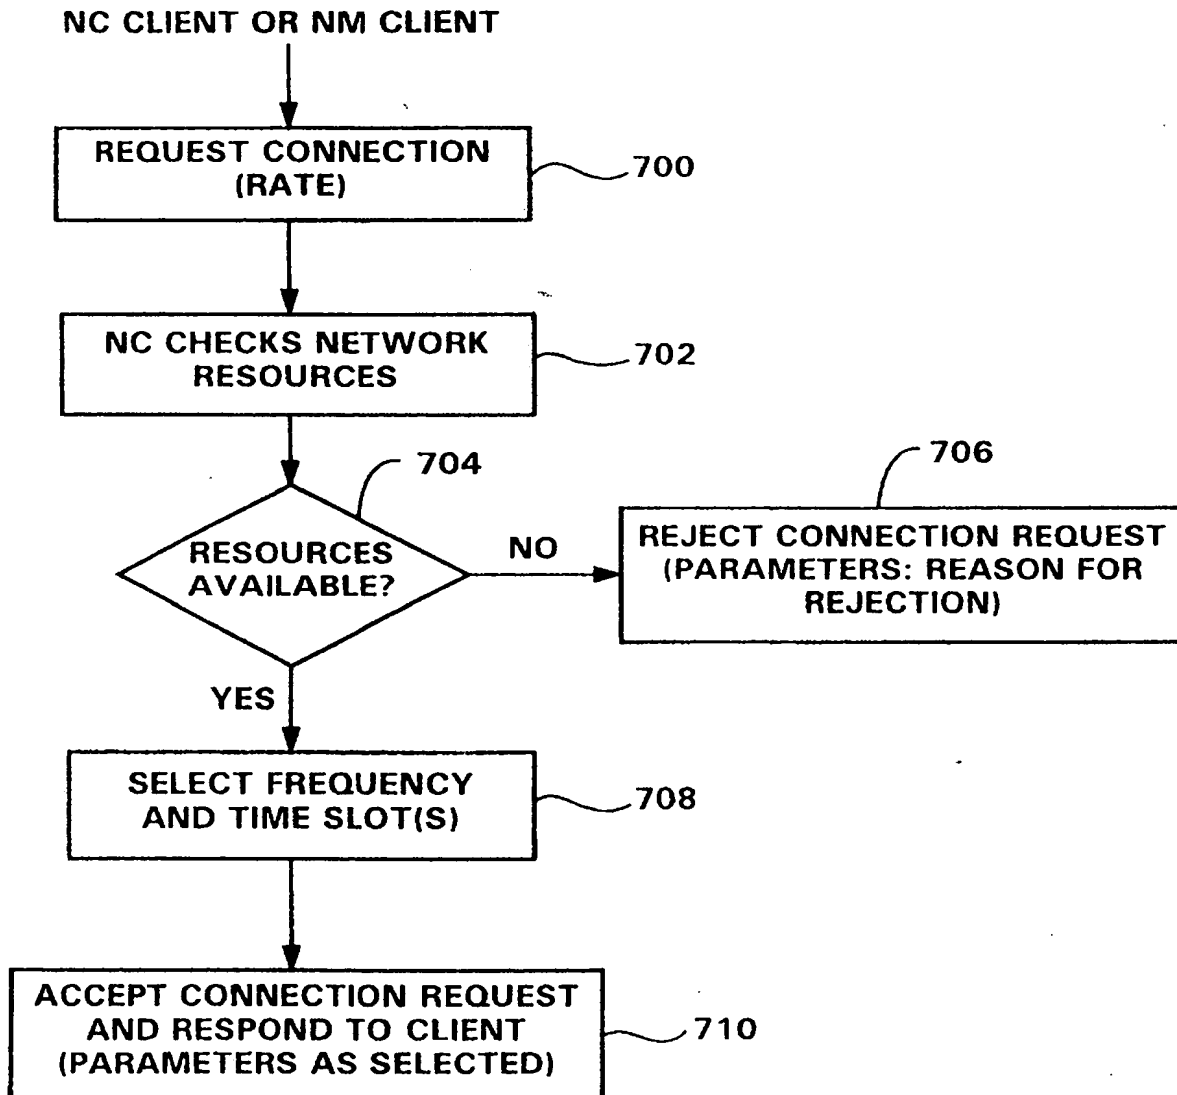 NC CLIENT OR NM CLIENT
REQUEST CONNECTION
(RATE)
700
NC CHECKS NETWORK
RESOURCES
702
704
RESOURCES
AVAILABLE?
NO
706
REJECT CONNECTION REQUEST
(PARAMETERS: REASON FOR
REJECTION)
YES
SELECT FREQUENCY
AND TIME SLOT(S)
708
ACCEPT CONNECTION REQUEST
AND RESPOND TO CLIENT
(PARAMETERS AS SELECTED)
710